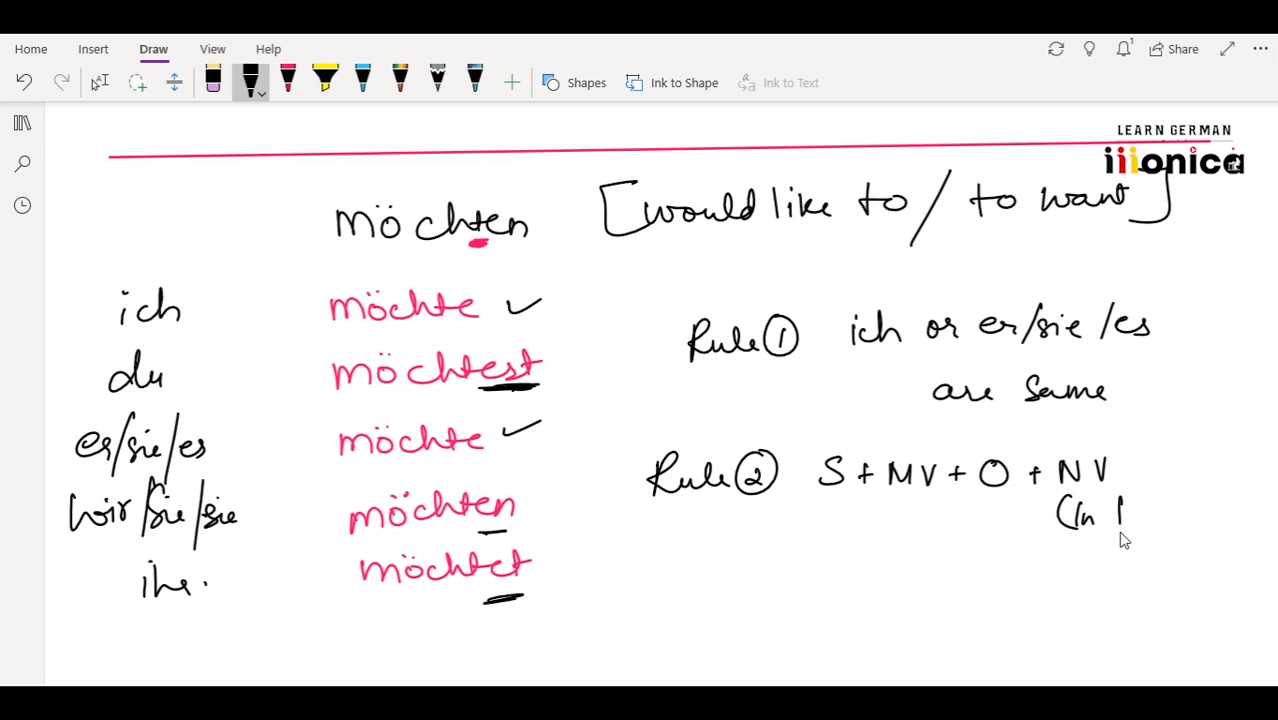 Home Insert Draw View Help
1 Share
Shapes Ink to Shape Ink to Text
LEARN GERMAN
iiionica
möchten [would like to / to want]
ich möchte ✓
du möchtest
er/sie/es möchte ✓
wir/Sie/sie möchten
ihr. möchtet
Rule ① ich or er/sie/es
are same
Rule ② S + MV + O + NV
(In